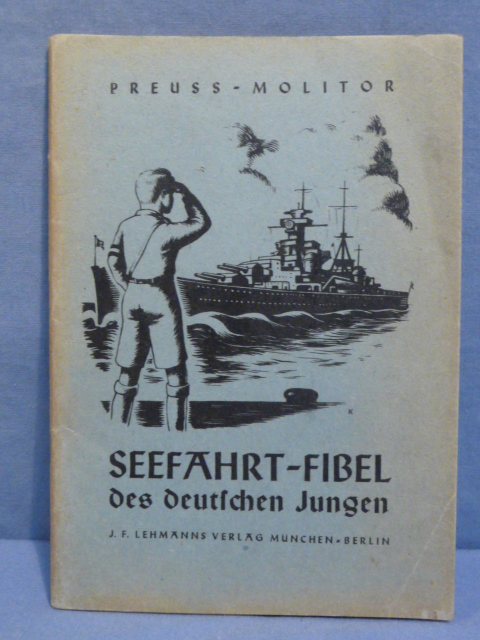 PREUSS-MOLITOR
SEEFAHRT-FIBEL
des deutſchen Jungen
J. F. LEHMANNS VERLAG MÜNCHEN • BERLIN